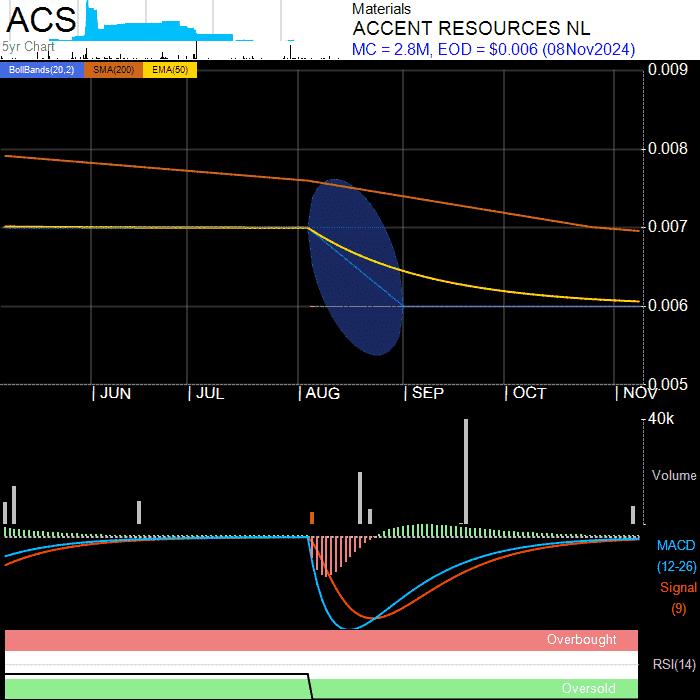 ACS
5yr Chart
Materials
ACCENT RESOURCES NL
MC = 2.8M, EOD = $0.006 (08Nov2024)
BollBands(20,2) SMA(200) EMA(50)
0.009
0.008
0.007
0.006
0.005
| JUN | JUL | AUG | SEP | OCT | NOV
40k
Volume
MACD
(12-26)
Signal
(9)
Overbought
RSI(14)
Oversold